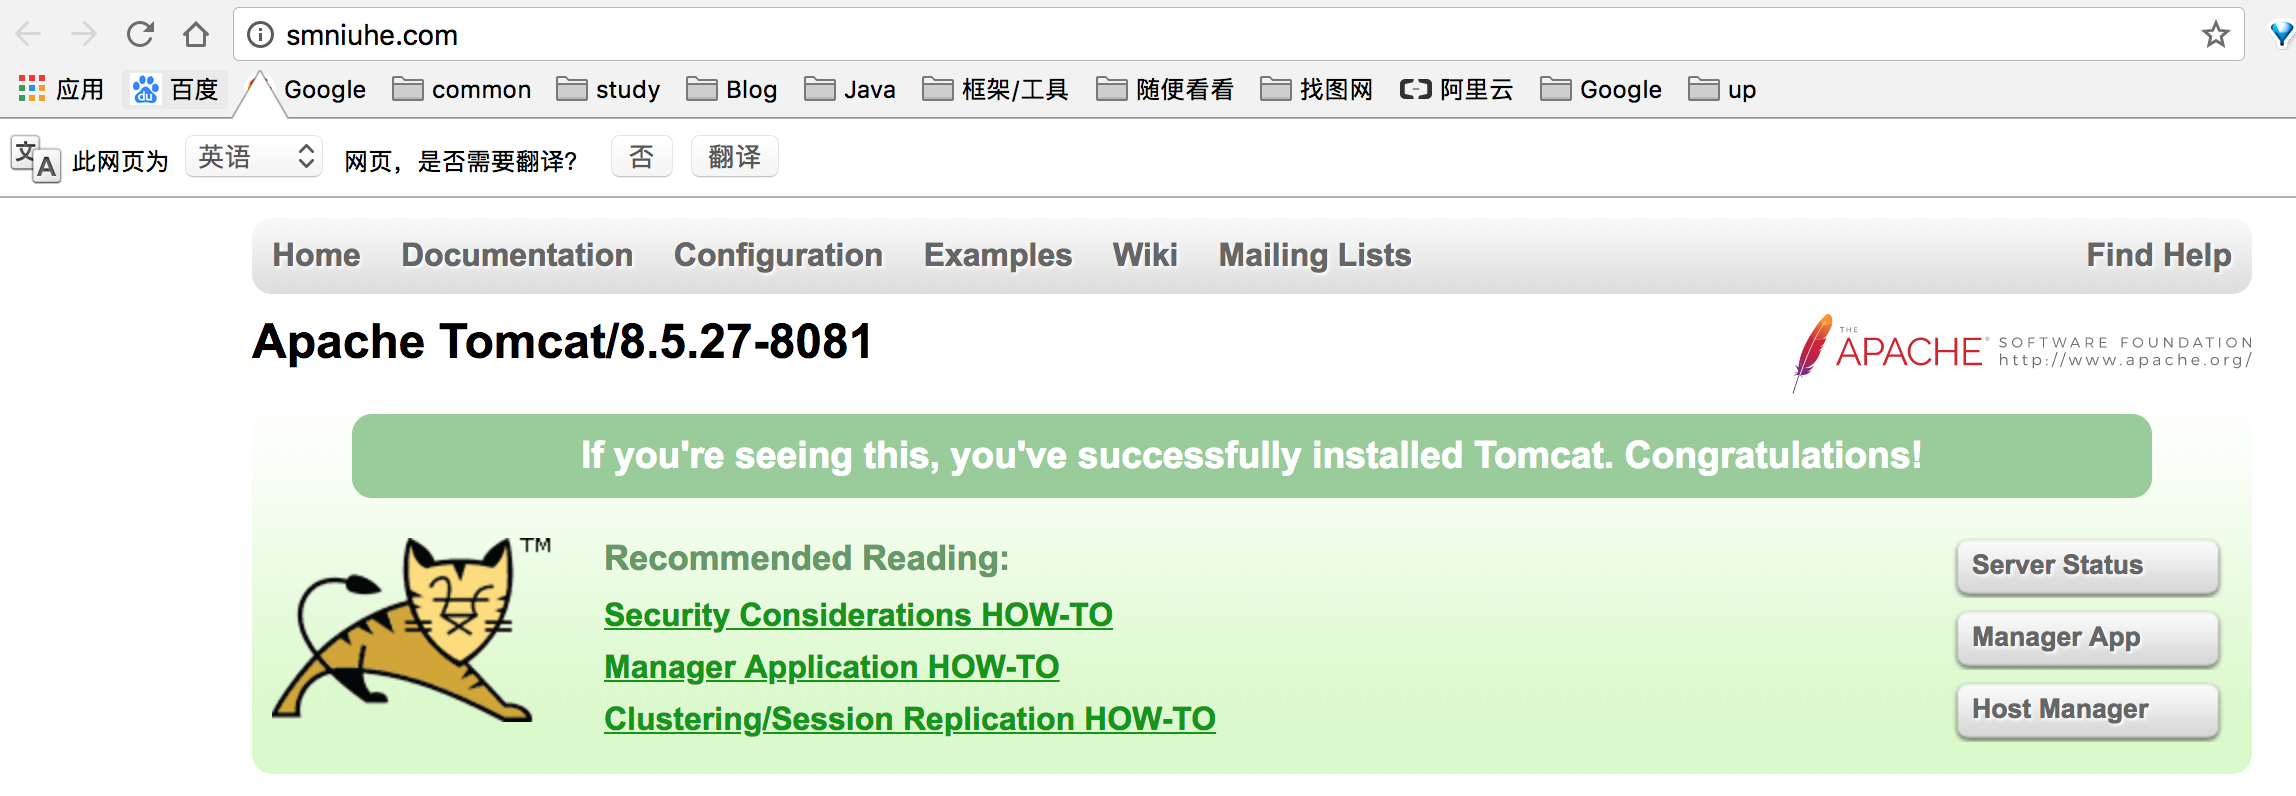 smniuhe.com
应用 百度 Google common study Blog Java 框架/工具 随便看看 找图网 阿里云 Google up
文A 此网页为 英语 网页，是否需要翻译？ 否 翻译
Home Documentation Configuration Examples Wiki Mailing Lists Find Help
Apache Tomcat/8.5.27-8081
THE APACHE® SOFTWARE FOUNDATION
http://www.apache.org/
If you're seeing this, you've successfully installed Tomcat. Congratulations!
TM
Recommended Reading:
Security Considerations HOW-TO
Manager Application HOW-TO
Clustering/Session Replication HOW-TO
Server Status
Manager App
Host Manager